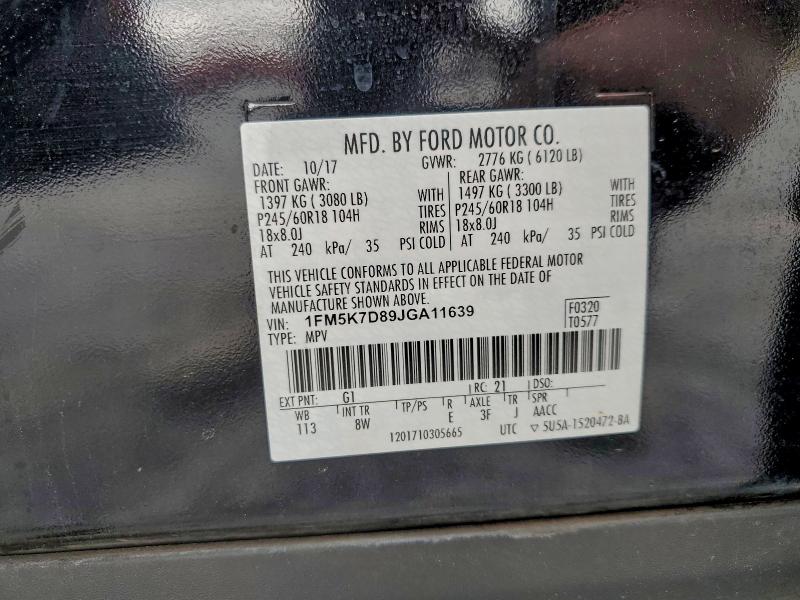 MFD. BY FORD MOTOR CO.
DATE: 10/17 GVWR: 2776 KG ( 6120 LB)
FRONT GAWR: REAR GAWR:
1397 KG ( 3080 LB) WITH 1497 KG ( 3300 LB) WITH
P245/60R18 104H TIRES P245/60R18 104H TIRES
18x8.0J RIMS 18x8.0J RIMS
AT 240 kPa/ 35 PSI COLD AT 240 kPa/ 35 PSI COLD
THIS VEHICLE CONFORMS TO ALL APPLICABLE FEDERAL MOTOR
VEHICLE SAFETY STANDARDS IN EFFECT ON THE DATE OF
MANUFACTURE SHOWN ABOVE.
VIN: 1FM5K7D89JGA11639 F0320
TYPE: MPV T0577
EXT PNT: G1 RC: 21 DSO:
WB INT TR TP/PS R AXLE TR SPR
113 8W E 3F J AACC
1201710305665 UTC ▽ 5U5A-1520472-BA